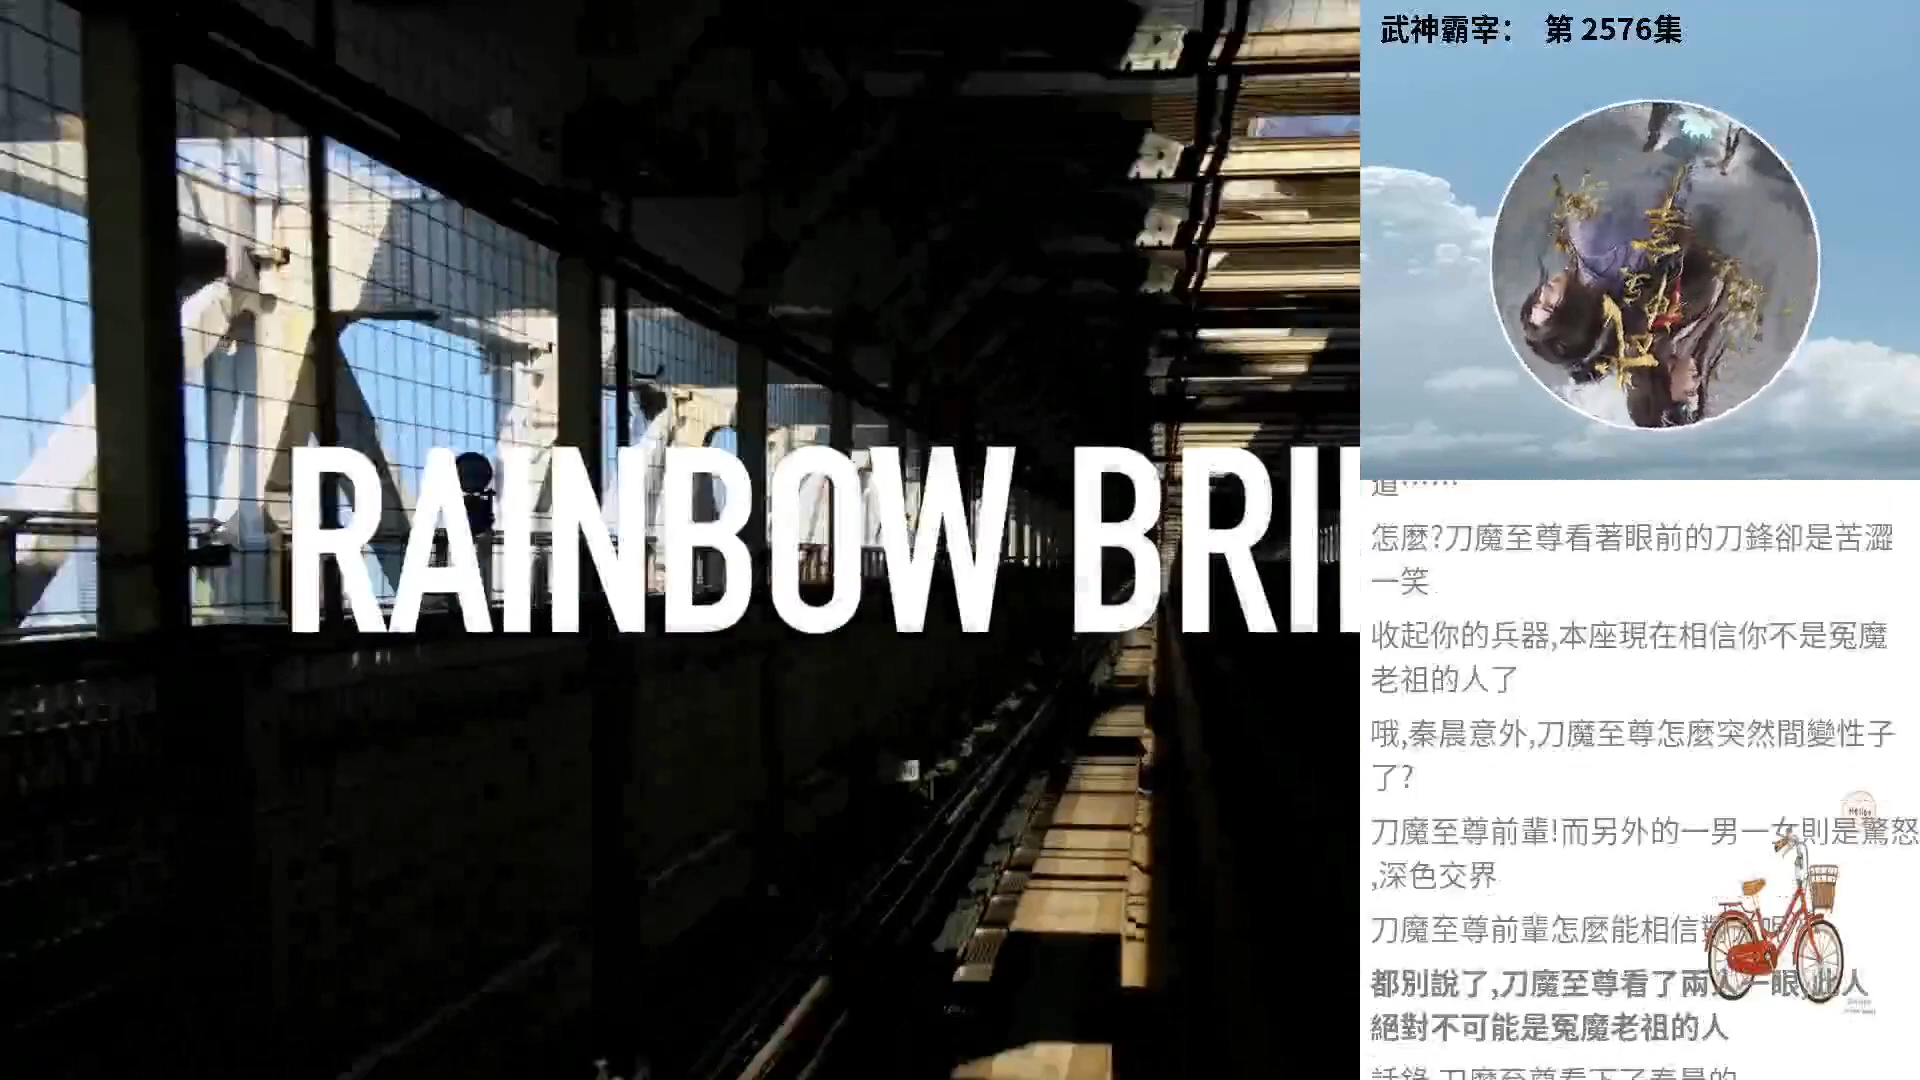 武神霸宰： 第 2576集
RAINBOW BRI
道……
怎麼?刀魔至尊看著眼前的刀鋒卻是苦澀
一笑
收起你的兵器,本座現在相信你不是冤魔
老祖的人了
哦,秦晨意外,刀魔至尊怎麼突然間變性子
了?
刀魔至尊前輩!而另外的一男一女則是驚怒
,深色交界
刀魔至尊前輩怎麼能相信
都別說了,刀魔至尊看了兩人一眼,此人
絕對不可能是冤魔老祖的人
Hello